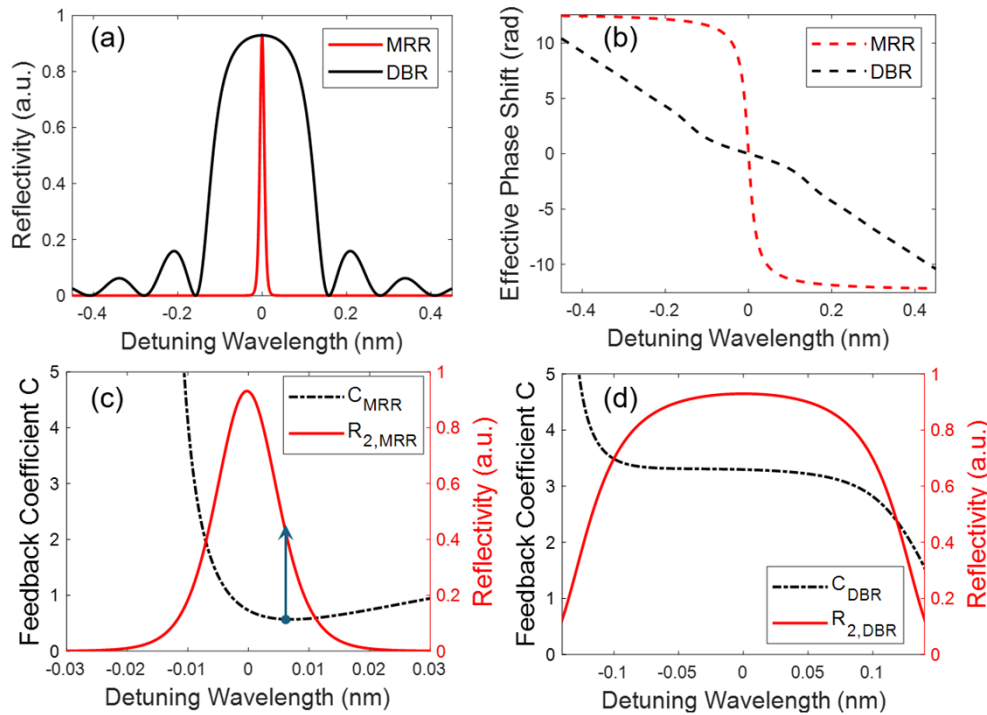 (a)
MRR
DBR
Reflectivity (a.u.)
1
0.8
0.6
0.4
0.2
0
-0.4
-0.2
0
0.2
0.4
Detuning Wavelength (nm)
(b)
MRR
DBR
Effective Phase Shift (rad)
10
5
0
-5
-10
-0.4
-0.2
0
0.2
0.4
Detuning Wavelength (nm)
(c)
C_MRR
R_2,MRR
Feedback Coefficient C
5
4
3
2
1
0
Reflectivity (a.u.)
1
0.8
0.6
0.4
0.2
0
-0.03
-0.02
-0.01
0
0.01
0.02
0.03
Detuning Wavelength (nm)
(d)
C_DBR
R_2,DBR
Feedback Coefficient C
5
4
3
2
1
0
Reflectivity (a.u.)
1
0.8
0.6
0.4
0.2
0
-0.1
-0.05
0
0.05
0.1
Detuning Wavelength (nm)